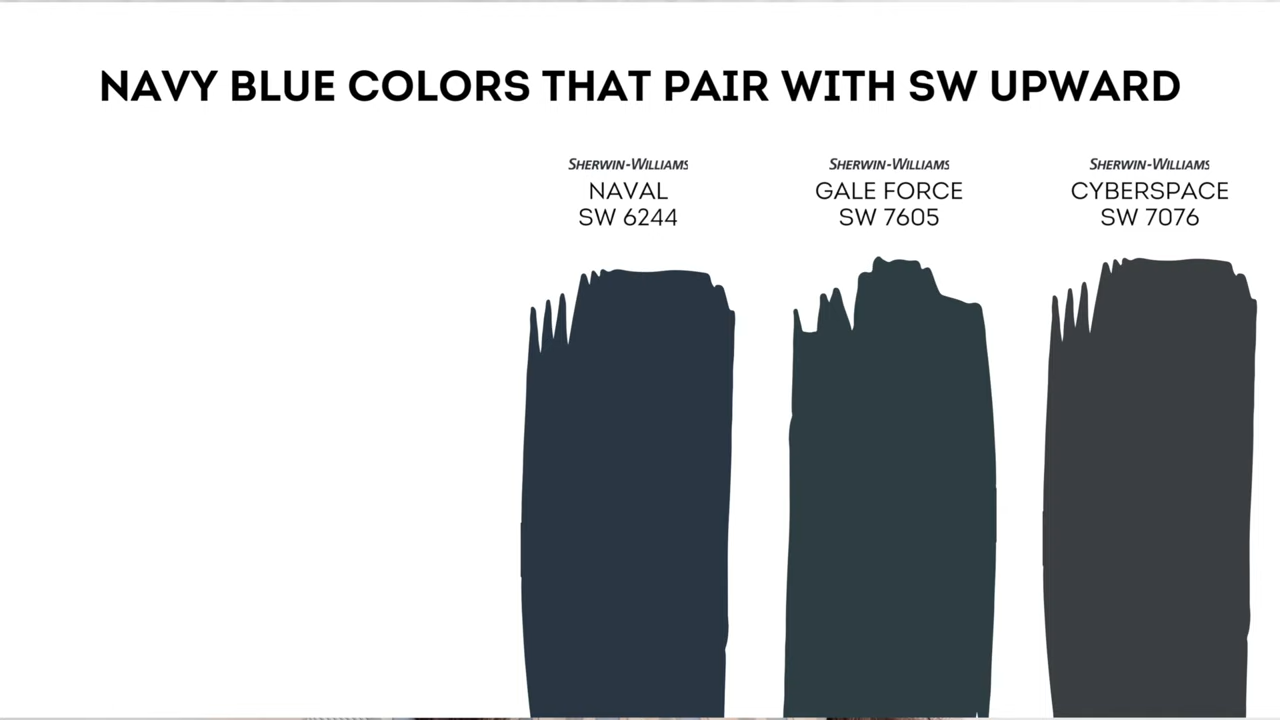 NAVY BLUE COLORS THAT PAIR WITH SW UPWARD
SHERWIN-WILLIAMS
NAVAL
SW 6244
SHERWIN-WILLIAMS
GALE FORCE
SW 7605
SHERWIN-WILLIAMS
CYBERSPACE
SW 7076